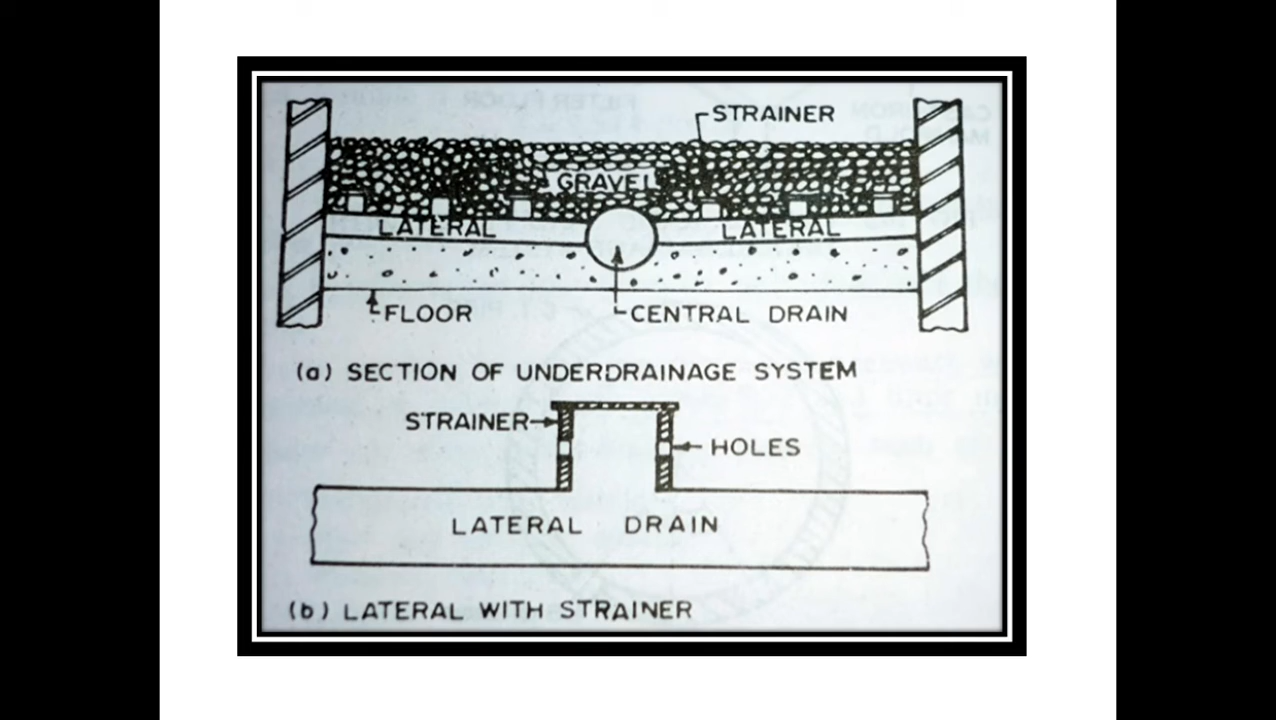 STRAINER
GRAVEL
LATERAL
LATERAL
FLOOR
CENTRAL DRAIN
(a) SECTION OF UNDERDRAINAGE SYSTEM
STRAINER
HOLES
LATERAL DRAIN
(b) LATERAL WITH STRAINER